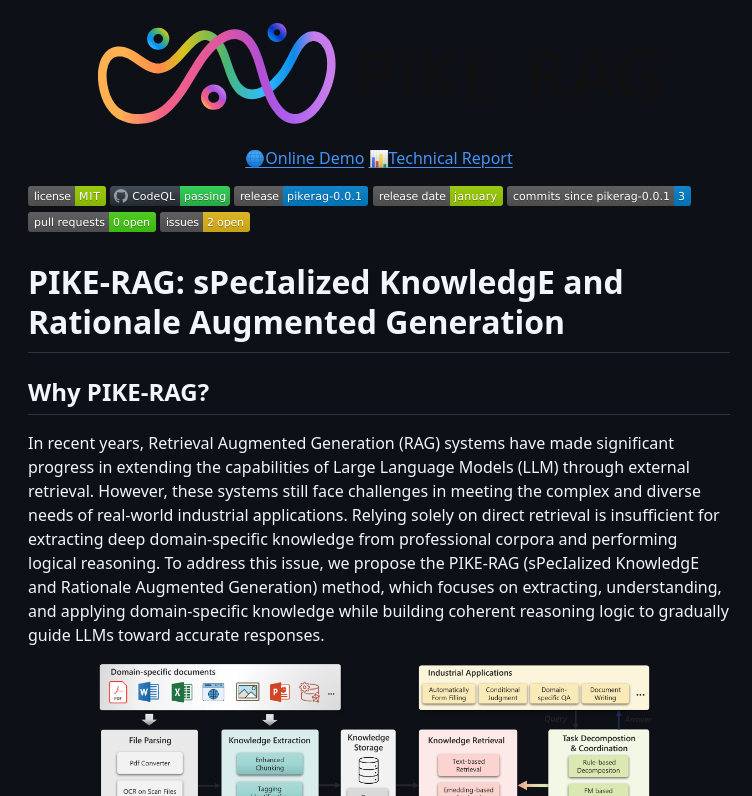 PIKE-RAG
🌐Online Demo 📊Technical Report
license MIT CodeQL passing release pikerag-0.0.1 release date january commits since pikerag-0.0.1 3
pull requests 0 open issues 2 open
PIKE-RAG: sPecIalized KnowledgE and
Rationale Augmented Generation
Why PIKE-RAG?
In recent years, Retrieval Augmented Generation (RAG) systems have made significant
progress in extending the capabilities of Large Language Models (LLM) through external
retrieval. However, these systems still face challenges in meeting the complex and diverse
needs of real-world industrial applications. Relying solely on direct retrieval is insufficient for
extracting deep domain-specific knowledge from professional corpora and performing
logical reasoning. To address this issue, we propose the PIKE-RAG (sPecIalized KnowledgE
and Rationale Augmented Generation) method, which focuses on extracting, understanding,
and applying domain-specific knowledge while building coherent reasoning logic to gradually
guide LLMs toward accurate responses.
Domain-specific documents
PDF
...
Industrial Applications
Automatically
Form Filling
Conditional
Judgment
Domain-
specific QA
Document
Writing
...
Query
Answer
File Parsing
Pdf Converter
OCR on Scan Files
Knowledge Extraction
Enhanced
Chunking
Tagging
Knowledge
Storage
Knowledge Retrieval
Text-based
Retrieval
Embedding-based
Task Decompostion
& Coordination
Rule-based
Decompositon
FM based